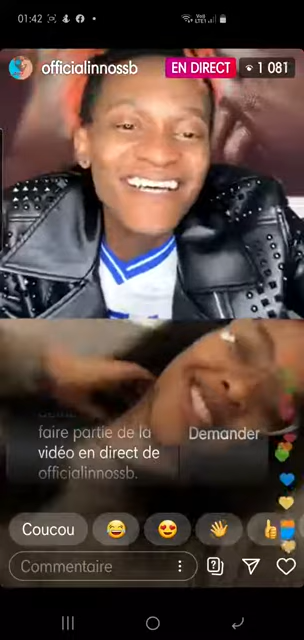 01:42
VoLTE1
officialinnossb
EN DIRECT
1 081
faire partie de la
vidéo en direct de
officialinnossb.
Demander
Coucou
Commentaire